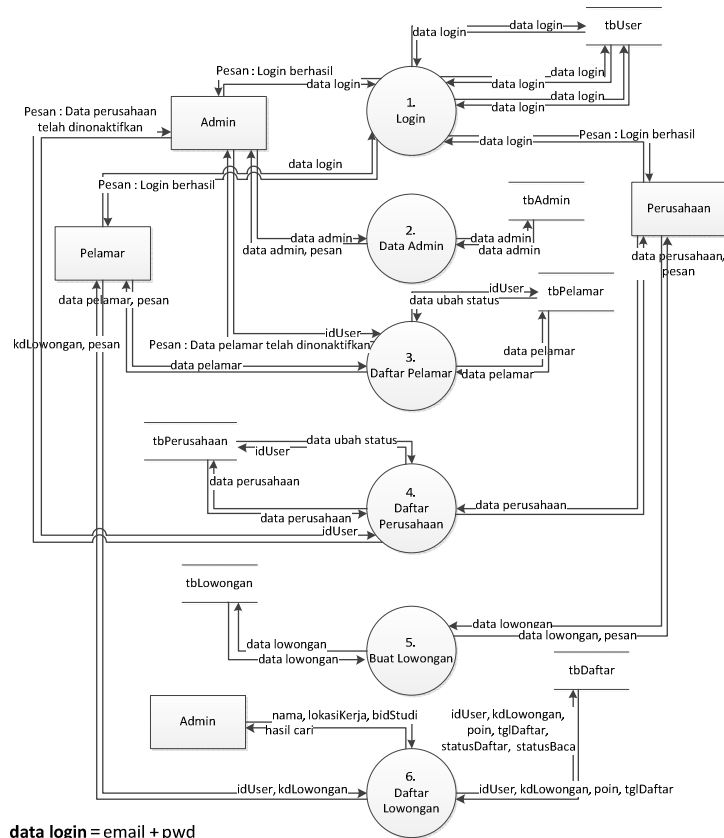 data login
data login
tbUser
Pesan : Login berhasil
data login
data login
data login
data login
data login
1.
Login
Admin
Pesan : Data perusahaan
telah dinonaktifkan
data login
Pesan : Login berhasil
data login
Pesan : Login berhasil
Perusahaan
Pelamar
2.
Data Admin
data admin
data admin, pesan
tbAdmin
data admin
data admin
data perusahaan,
pesan
data pelamar, pesan
kdLowongan, pesan
idUser
data ubah status
tbPelamar
idUser
Pesan : Data pelamar telah dinonaktifkan
3.
Daftar Pelamar
data pelamar
data pelamar
data pelamar
tbPerusahaan
data ubah status
idUser
data perusahaan
data perusahaan
4.
Daftar
Perusahaan
data perusahaan
idUser
tbLowongan
data lowongan
data lowongan
5.
Buat Lowongan
data lowongan
data lowongan, pesan
tbDaftar
Admin
nama, lokasiKerja, bidStudi
hasil cari
idUser, kdLowongan,
poin, tglDaftar,
statusDaftar, statusBaca
idUser, kdLowongan
6.
Daftar
Lowongan
idUser, kdLowongan, poin, tglDaftar
data login = email + pwd